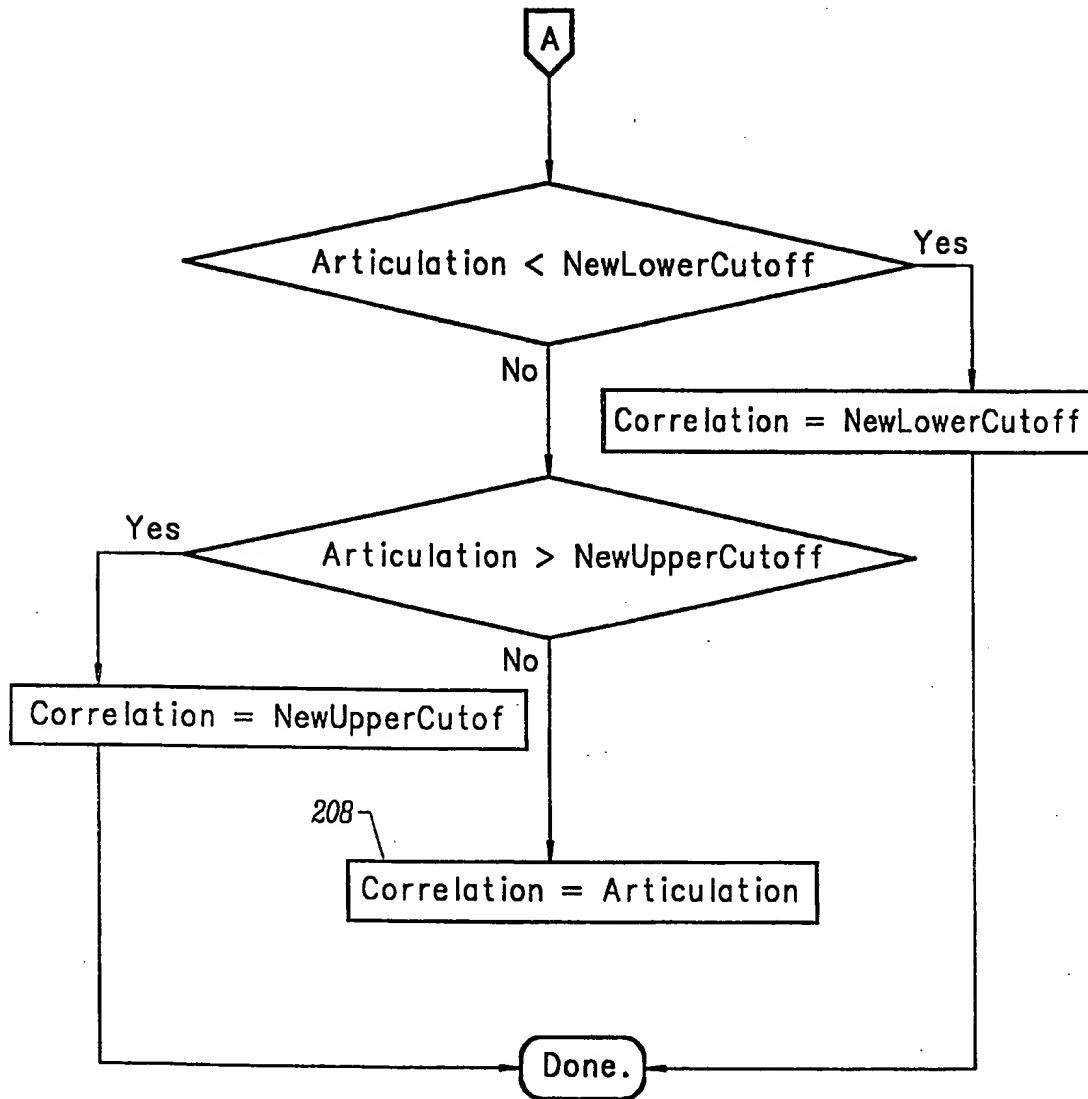 A
Articulation < NewLowerCutoff
Yes
No
Correlation = NewLowerCutoff
Articulation > NewUpperCutoff
Yes
No
Correlation = NewUpperCutof
208
Correlation = Articulation
Done.